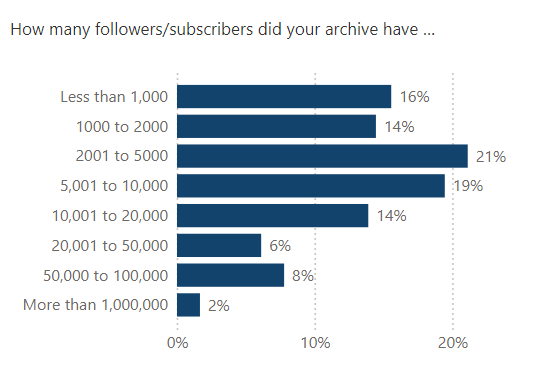 How many followers/subscribers did your archive have ...
Less than 1,000 16%
1000 to 2000 14%
2001 to 5000 21%
5,001 to 10,000 19%
10,001 to 20,000 14%
20,001 to 50,000 6%
50,000 to 100,000 8%
More than 1,000,000 2%
0% 10% 20%